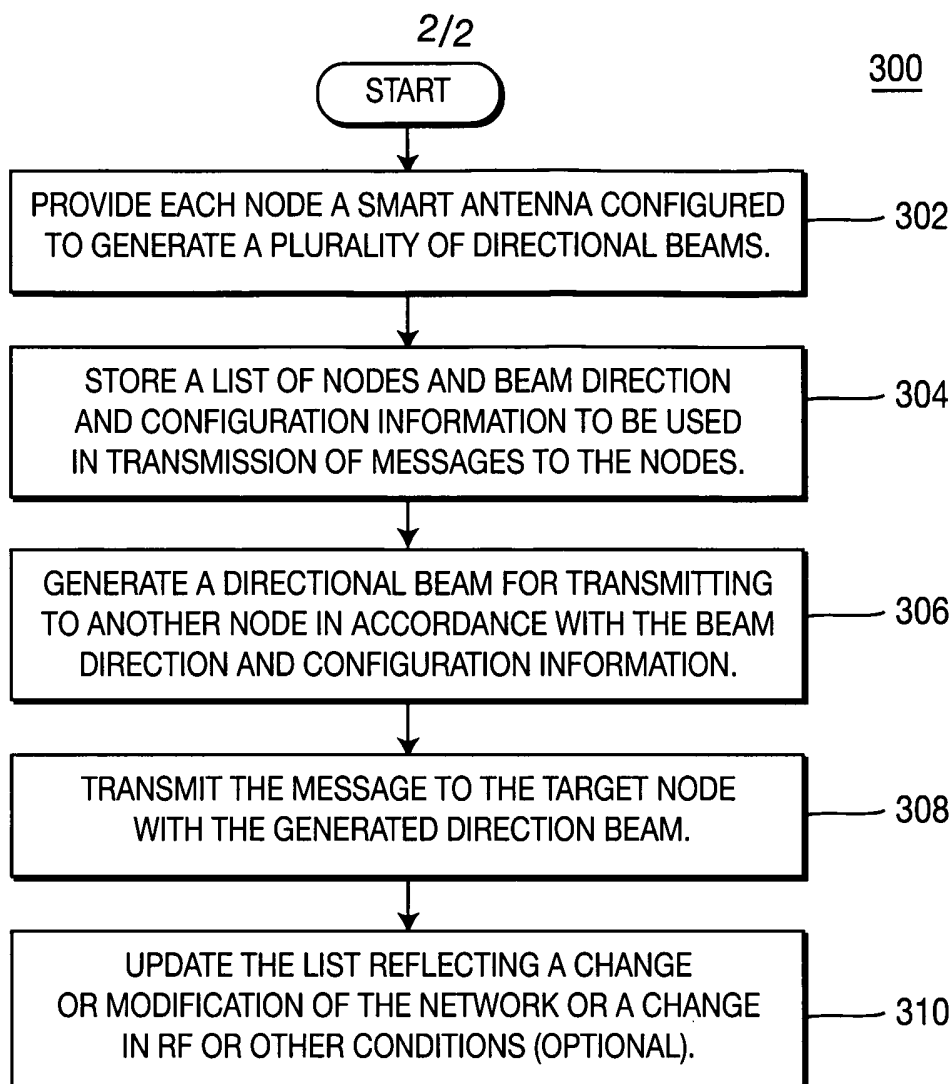 2/2
300
START
PROVIDE EACH NODE A SMART ANTENNA CONFIGURED
TO GENERATE A PLURALITY OF DIRECTIONAL BEAMS.
302
STORE A LIST OF NODES AND BEAM DIRECTION
AND CONFIGURATION INFORMATION TO BE USED
IN TRANSMISSION OF MESSAGES TO THE NODES.
304
GENERATE A DIRECTIONAL BEAM FOR TRANSMITTING
TO ANOTHER NODE IN ACCORDANCE WITH THE BEAM
DIRECTION AND CONFIGURATION INFORMATION.
306
TRANSMIT THE MESSAGE TO THE TARGET NODE
WITH THE GENERATED DIRECTION BEAM.
308
UPDATE THE LIST REFLECTING A CHANGE
OR MODIFICATION OF THE NETWORK OR A CHANGE
IN RF OR OTHER CONDITIONS (OPTIONAL).
310